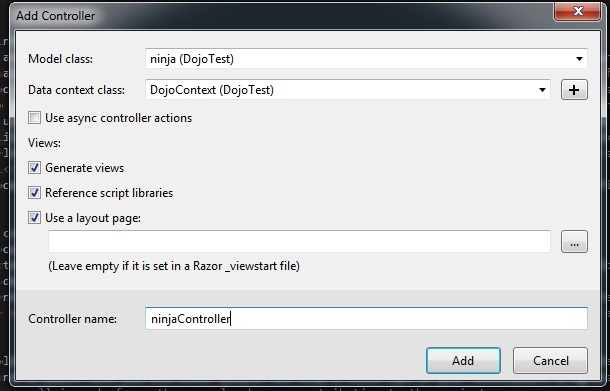 Add Controller
Model class:
ninja (DojoTest)
Data context class:
DojoContext (DojoTest)
+
Use async controller actions
Views:
Generate views
Reference script libraries
Use a layout page:
...
(Leave empty if it is set in a Razor _viewstart file)
Controller name:
ninjaController
Add
Cancel